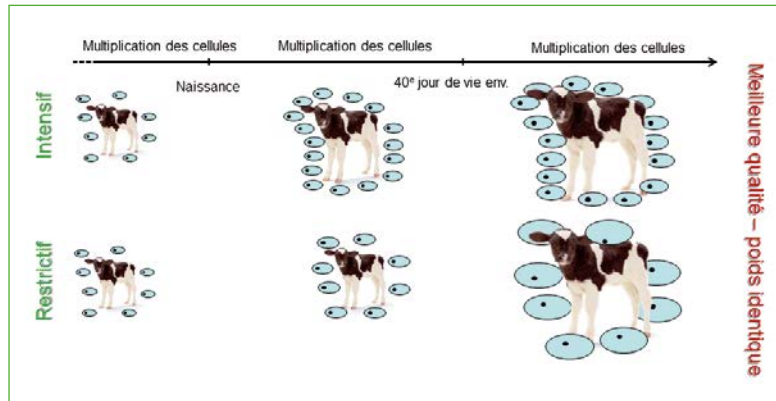 Multiplication des cellules
Multiplication des cellules
Multiplication des cellules
Naissance
40e jour de vie env.
Intensif
Restrictif
Meilleure qualité – poids identique